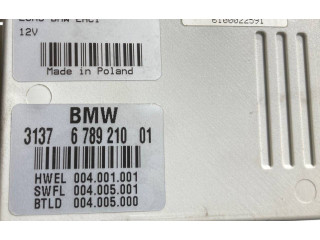 12V
Made in Poland
6100022591
BMW
3137 6 789 210 01
HWEL 004.001.001
SWFL 004.005.001
BTLD 004.005.000